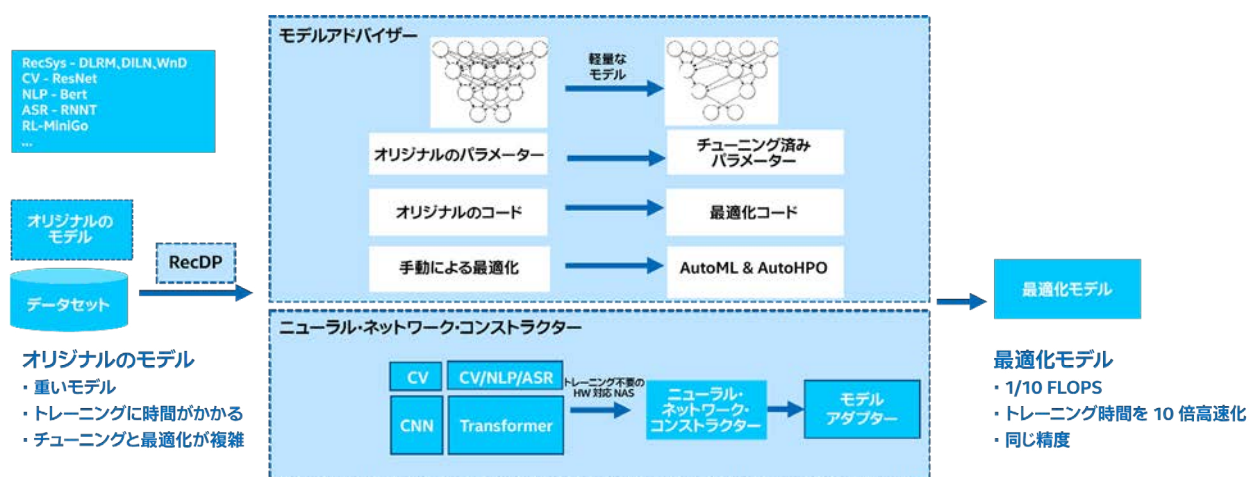 RecSys – DLRM、DILN、WnD
CV – ResNet
NLP – Bert
ASR – RNNT
RL-MiniGo
...
オリジナルの
モデル
データセット
RecDP
オリジナルのモデル
・重いモデル
・トレーニングに時間がかかる
・チューニングと最適化が複雑
モデルアドバイザー
軽量な
モデル
オリジナルのパラメーター
チューニング済み
パラメーター
オリジナルのコード
最適化コード
手動による最適化
AutoML & AutoHPO
ニューラル・ネットワーク・コンストラクター
CV
CV/NLP/ASR
CNN
Transformer
トレーニング不要の
HW 対応 NAS
ニューラル・
ネットワーク・
コンストラクター
モデル
アダプター
最適化モデル
最適化モデル
・1/10 FLOPS
・トレーニング時間を 10 倍高速化
・同じ精度